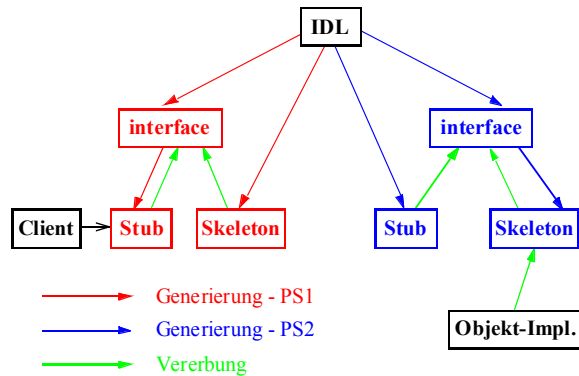 IDL
interface
interface
Client
Stub
Skeleton
Stub
Skeleton
Generierung - PS1
Generierung - PS2
Objekt-Impl.
Vererbung